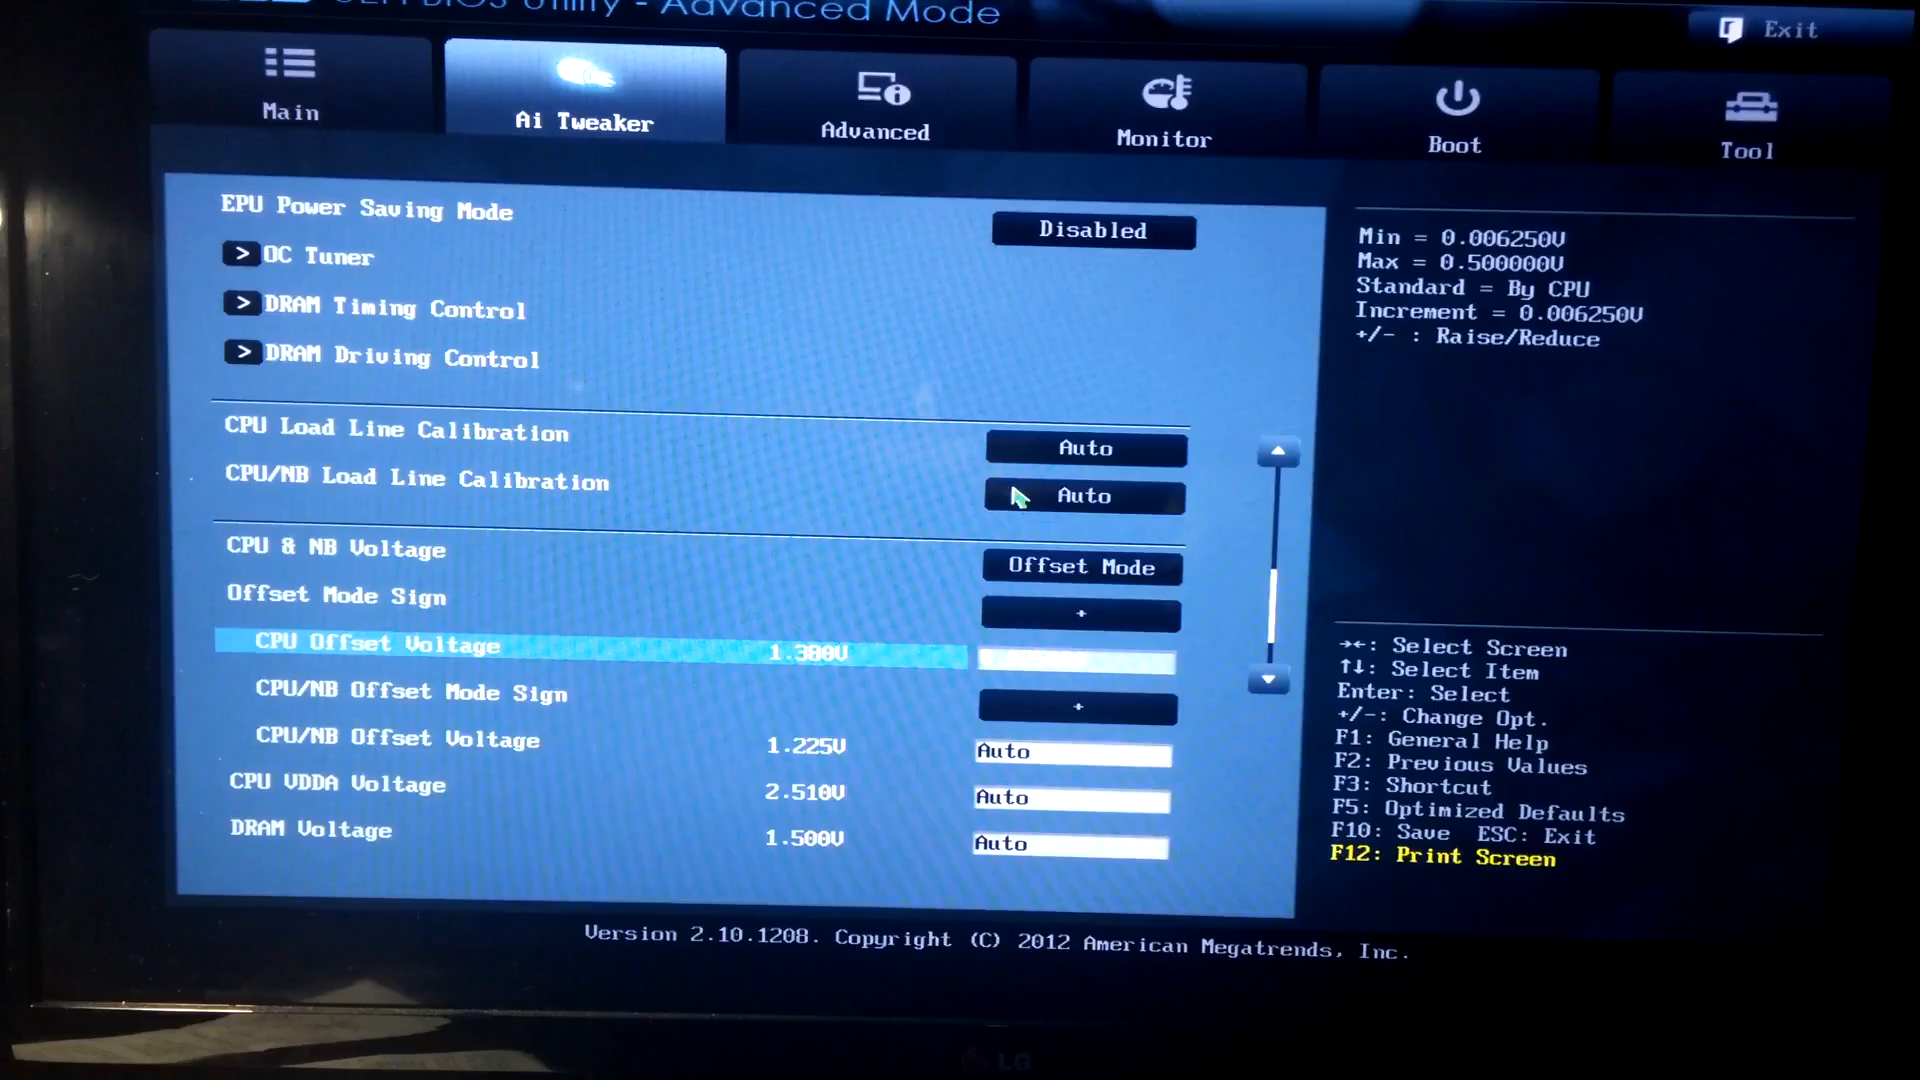 UEFI BIOS Utility - Advanced Mode
Exit
Main
Ai Tweaker
Advanced
Monitor
Boot
Tool
EPU Power Saving Mode Disabled
> OC Tuner
> DRAM Timing Control
> DRAM Driving Control
CPU Load Line Calibration Auto
CPU/NB Load Line Calibration Auto
CPU & NB Voltage Offset Mode
Offset Mode Sign +
CPU Offset Voltage 1.380V
CPU/NB Offset Mode Sign +
CPU/NB Offset Voltage 1.225V Auto
CPU VDDA Voltage 2.510V Auto
DRAM Voltage 1.500V Auto
Min = 0.006250V
Max = 0.500000V
Standard = By CPU
Increment = 0.006250V
+/- : Raise/Reduce
→←: Select Screen
↑↓: Select Item
Enter: Select
+/-: Change Opt.
F1: General Help
F2: Previous Values
F3: Shortcut
F5: Optimized Defaults
F10: Save ESC: Exit
F12: Print Screen
Version 2.10.1208. Copyright (C) 2012 American Megatrends, Inc.
LG